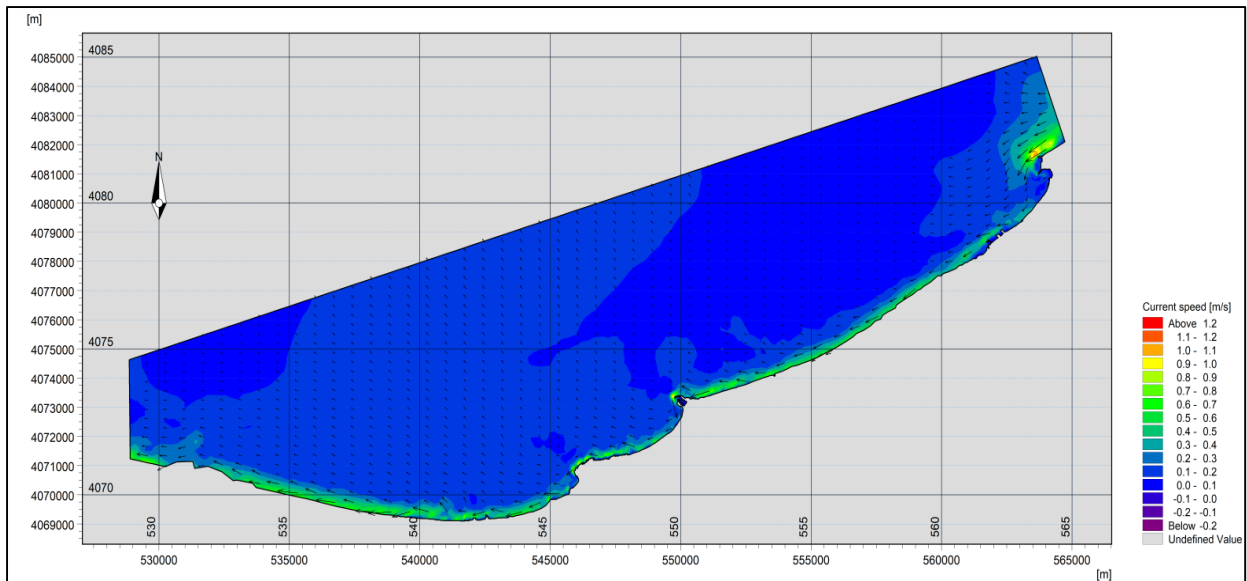 [m]
4085000
4085
4084000
4083000
4082000
4081000
N
4080000
4080
4079000
4078000
4077000
4076000
4075000
4075
4074000
4073000
4072000
4071000
4070000
4070
4069000
530
535
540
545
550
555
560
565
530000
535000
540000
545000
550000
555000
560000
565000
[m]
Current speed [m/s]
Above 1.2
1.1 - 1.2
1.0 - 1.1
0.9 - 1.0
0.8 - 0.9
0.7 - 0.8
0.6 - 0.7
0.5 - 0.6
0.4 - 0.5
0.3 - 0.4
0.2 - 0.3
0.1 - 0.2
0.0 - 0.1
-0.1 - 0.0
-0.2 - -0.1
Below -0.2
Undefined Value